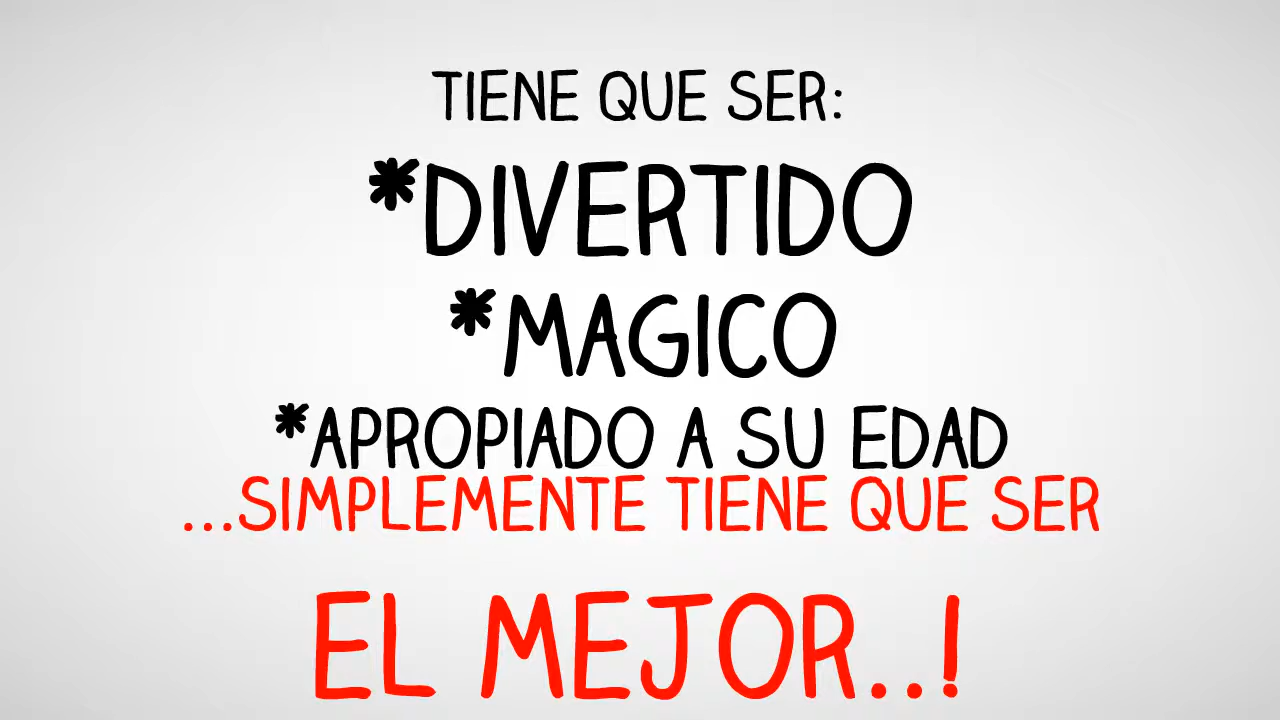 TIENE QUE SER:
*DIVERTIDO
*MAGICO
*APROPIADO A SU EDAD
...SIMPLEMENTE TIENE QUE SER
EL MEJOR..!